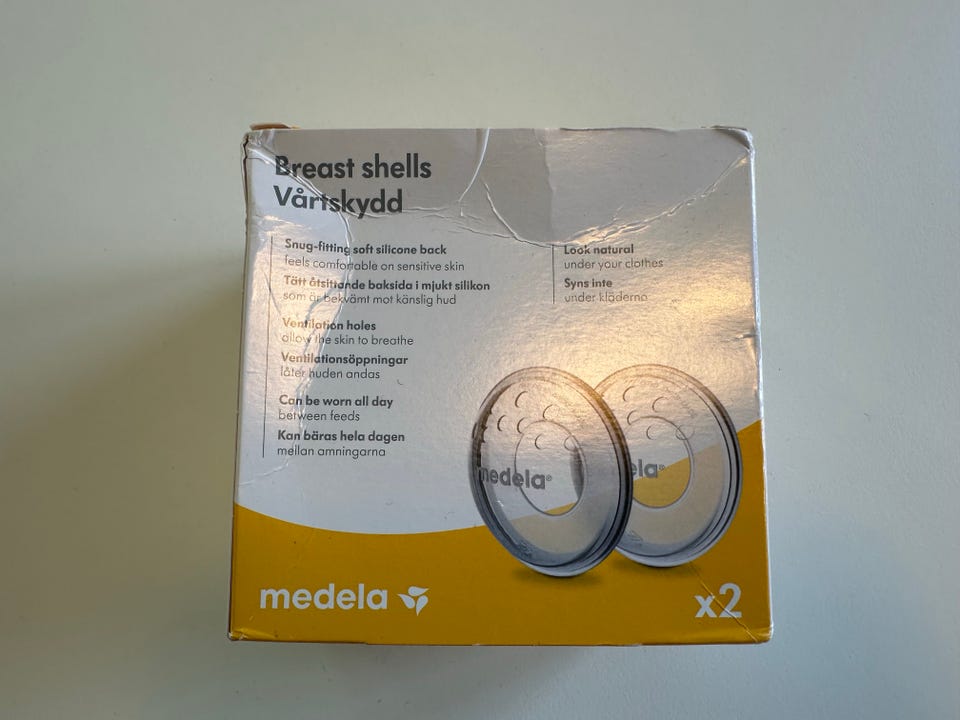 Breast shells
Vårtskydd
Snug-fitting soft silicone back
feels comfortable on sensitive skin
Tätt åtsittande baksida i mjukt silikon
som är bekvämt mot känslig hud
Ventilation holes
allow the skin to breathe
Ventilationsöppningar
låter huden andas
Can be worn all day
between feeds
Kan bäras hela dagen
mellan amningarna
Look natural
under your clothes
Syns inte
under kläderna
medela®
ela®
medela
x2